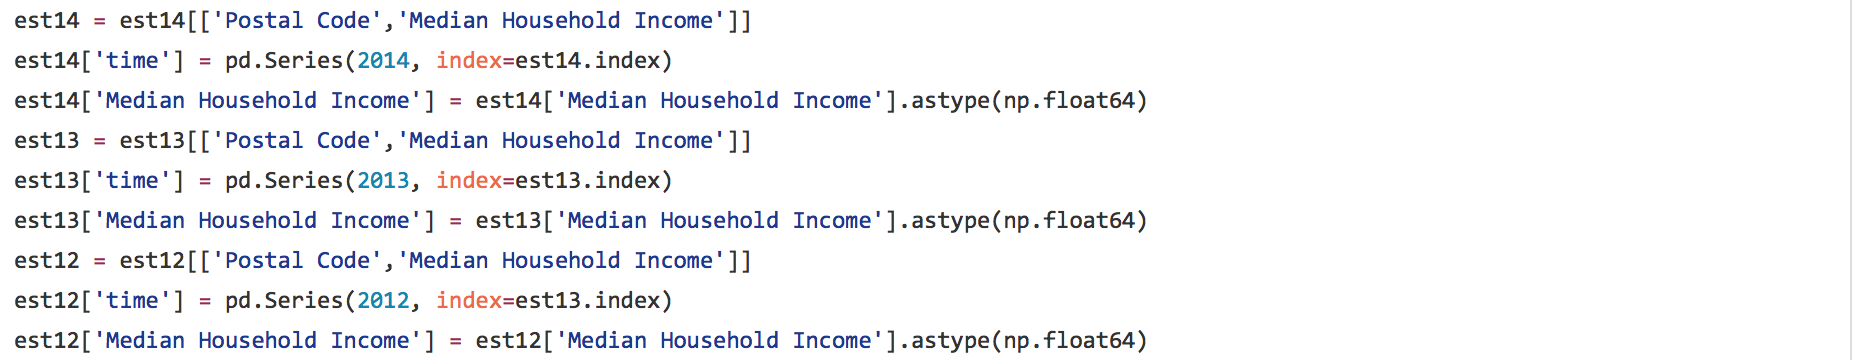 est14 = est14[['Postal Code','Median Household Income']]
est14['time'] = pd.Series(2014, index=est14.index)
est14['Median Household Income'] = est14['Median Household Income'].astype(np.float64)
est13 = est13[['Postal Code','Median Household Income']]
est13['time'] = pd.Series(2013, index=est13.index)
est13['Median Household Income'] = est13['Median Household Income'].astype(np.float64)
est12 = est12[['Postal Code','Median Household Income']]
est12['time'] = pd.Series(2012, index=est13.index)
est12['Median Household Income'] = est12['Median Household Income'].astype(np.float64)